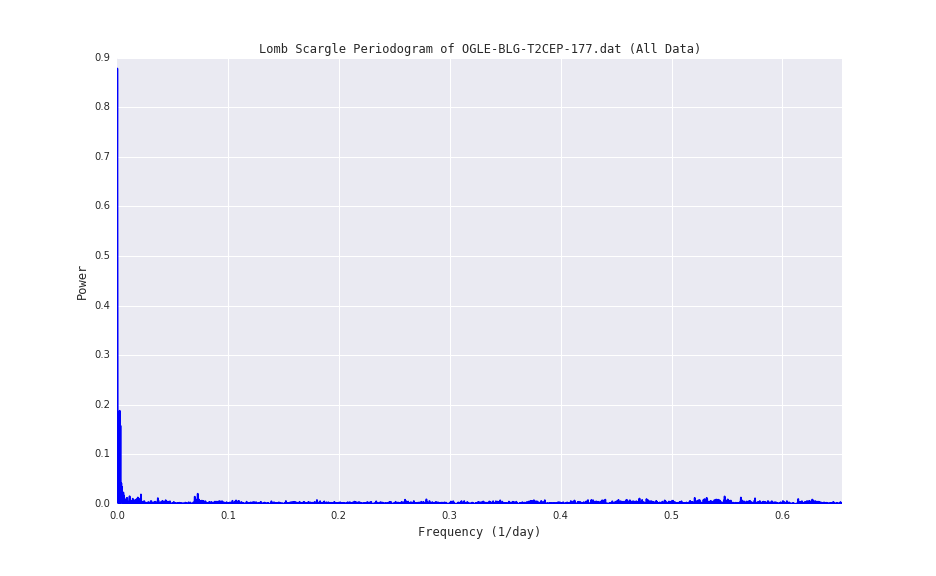 Lomb Scargle Periodogram of OGLE-BLG-T2CEP-177.dat (All Data)
0.9
0.8
0.7
0.6
0.5
0.4
0.3
0.2
0.1
0.0
Power
0.0 0.1 0.2 0.3 0.4 0.5 0.6
Frequency (1/day)